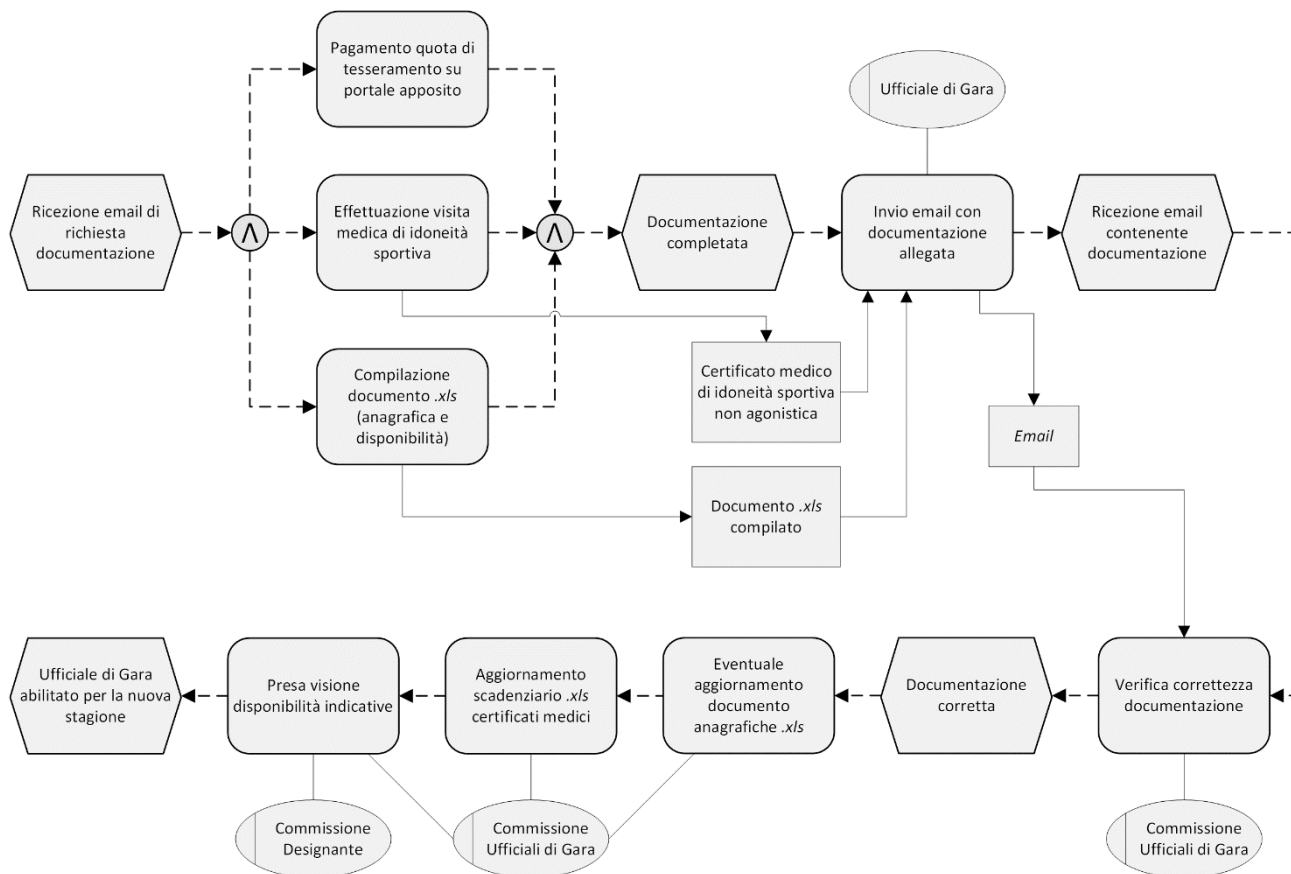 Pagamento quota di
tesseramento su
portale apposito
Ufficiale di Gara
Ricezione email di
richiesta
documentazione
Λ
Effettuazione visita
medica di idoneità
sportiva
Λ
Documentazione
completata
Invio email con
documentazione
allegata
Ricezione email
contenente
documentazione
Compilazione
documento .xls
(anagrafica e
disponibilità)
Certificato medico
di idoneità sportiva
non agonistica
Email
Documento .xls
compilato
Ufficiale di Gara
abilitato per la nuova
stagione
Presa visione
disponibilità indicative
Aggiornamento
scadenziario .xls
certificati medici
Eventuale
aggiornamento
documento
anagrafiche .xls
Documentazione
corretta
Verifica correttezza
documentazione
Commissione
Designante
Commissione
Ufficiali di Gara
Commissione
Ufficiali di Gara